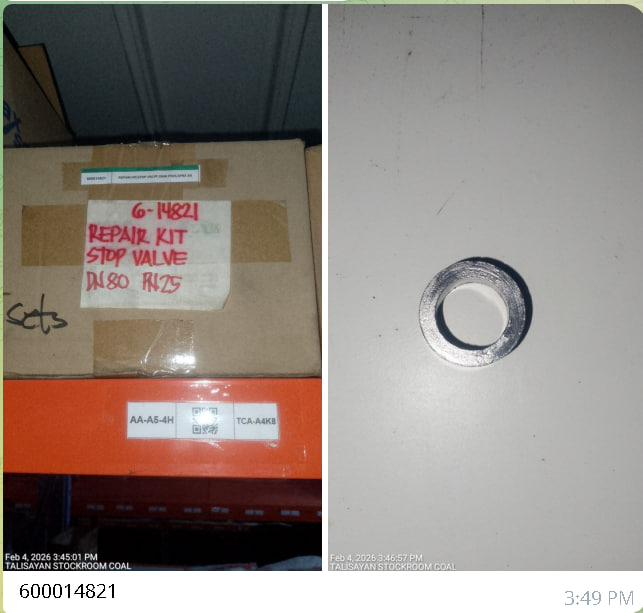 6-14821
REPAIR KIT
STOP VALVE
DN80 PN25
sets
AA-A5-4H
TCA-A4K8
Feb 4, 2026 3:45:01 PM
TALISAYAN STOCKROOM COAL
Feb 4, 2026 3:46:57 PM
TALISAYAN STOCKROOM COAL
600014821
3:49 PM